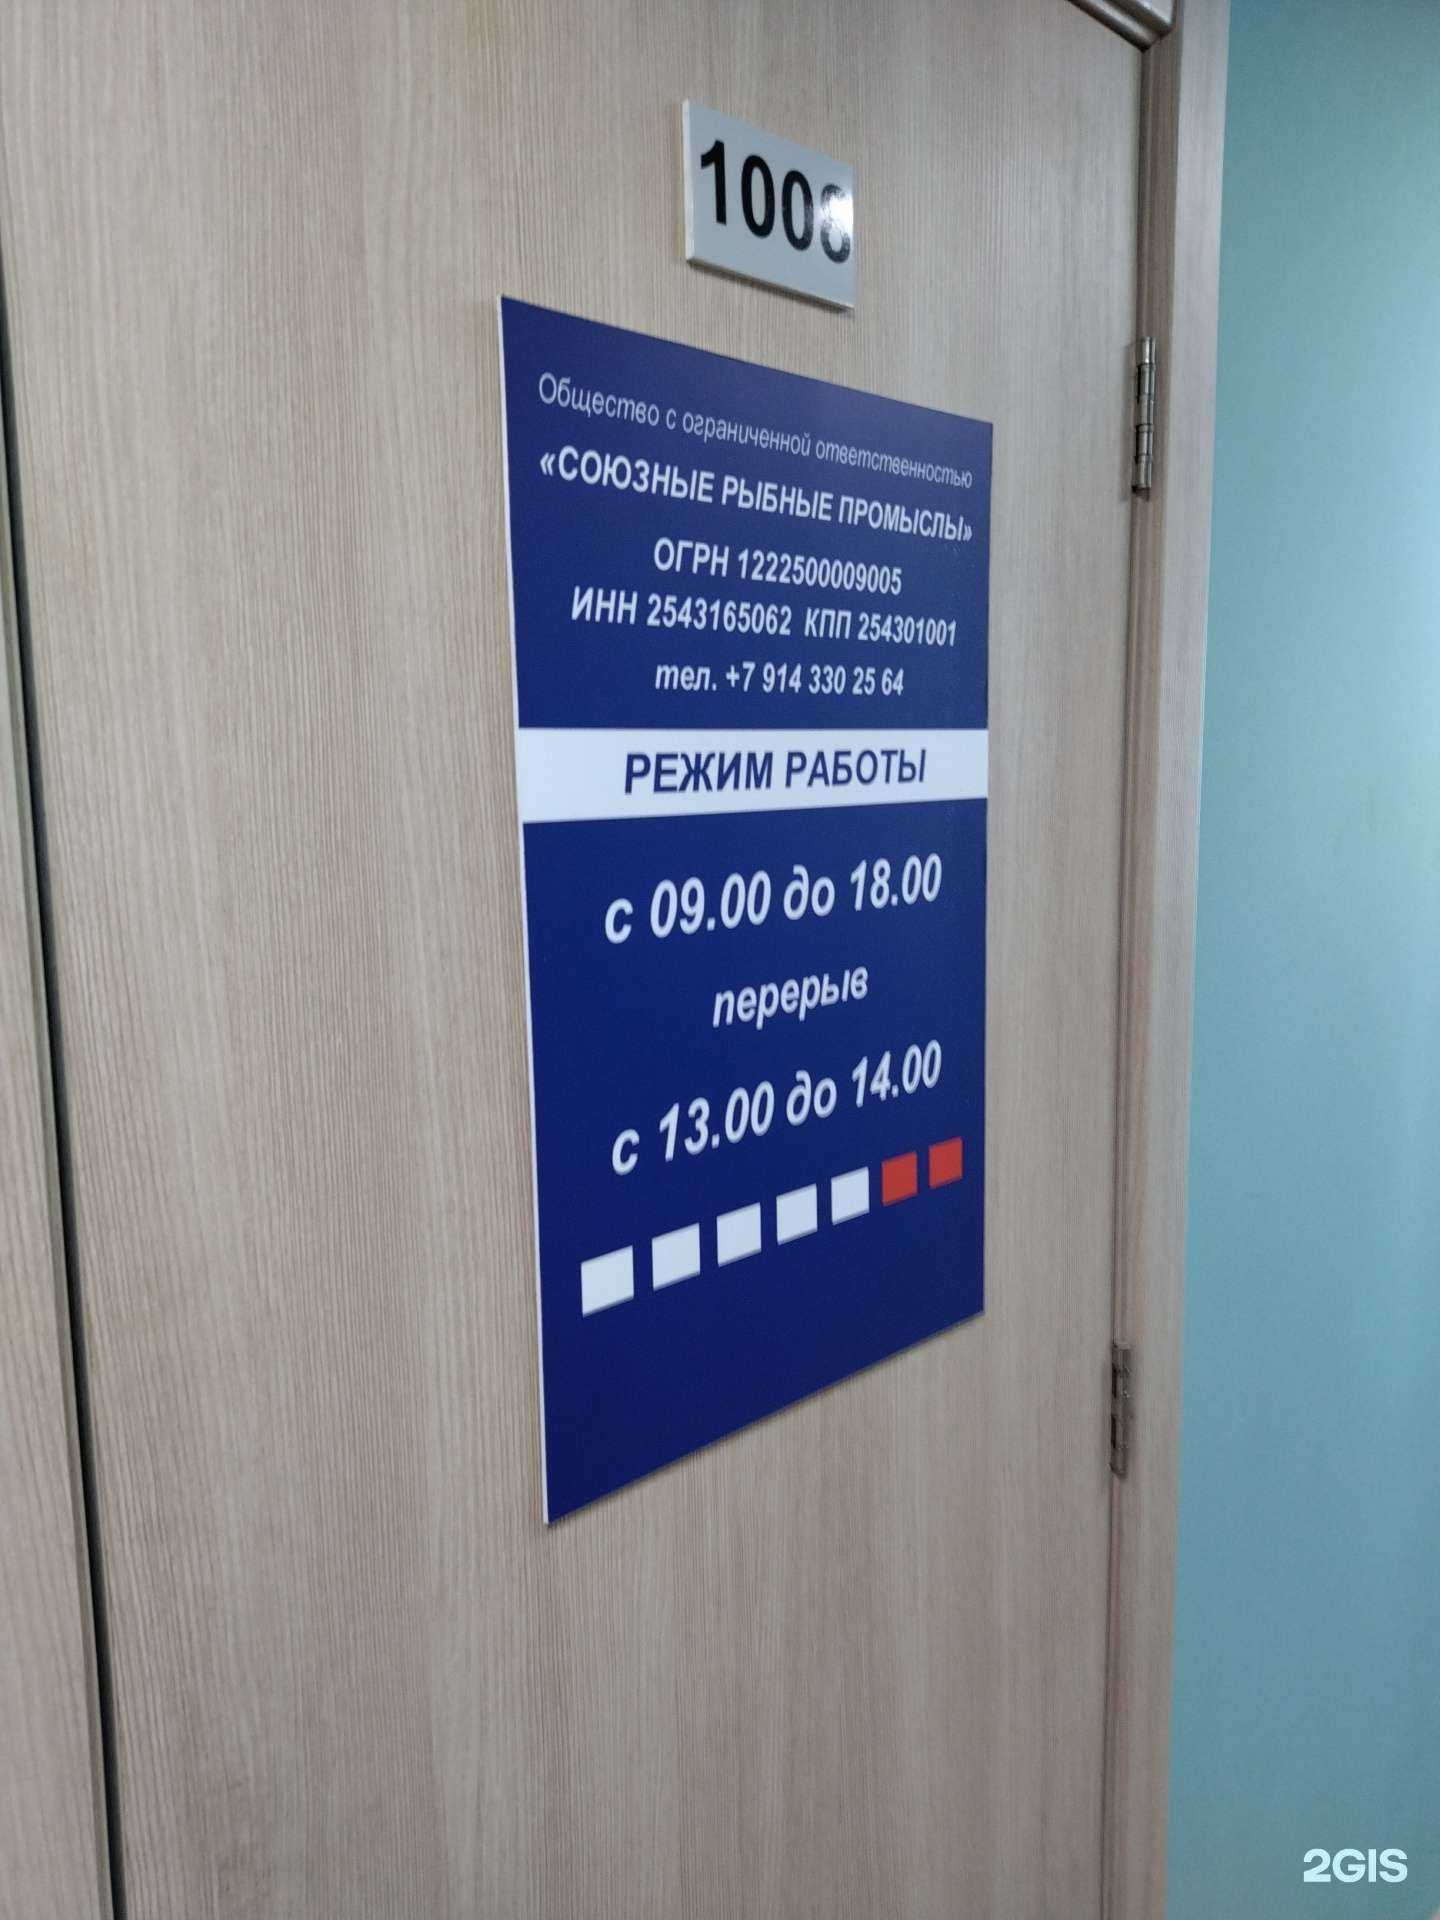 1008
Общество с ограниченной ответственностью
«СОЮЗНЫЕ РЫБНЫЕ ПРОМЫСЛЫ»
ОГРН 1222500009005
ИНН 2543165062 КПП 254301001
тел. +7 914 330 25 64
РЕЖИМ РАБОТЫ
с 09.00 до 18.00
перерыв
с 13.00 до 14.00
2GIS